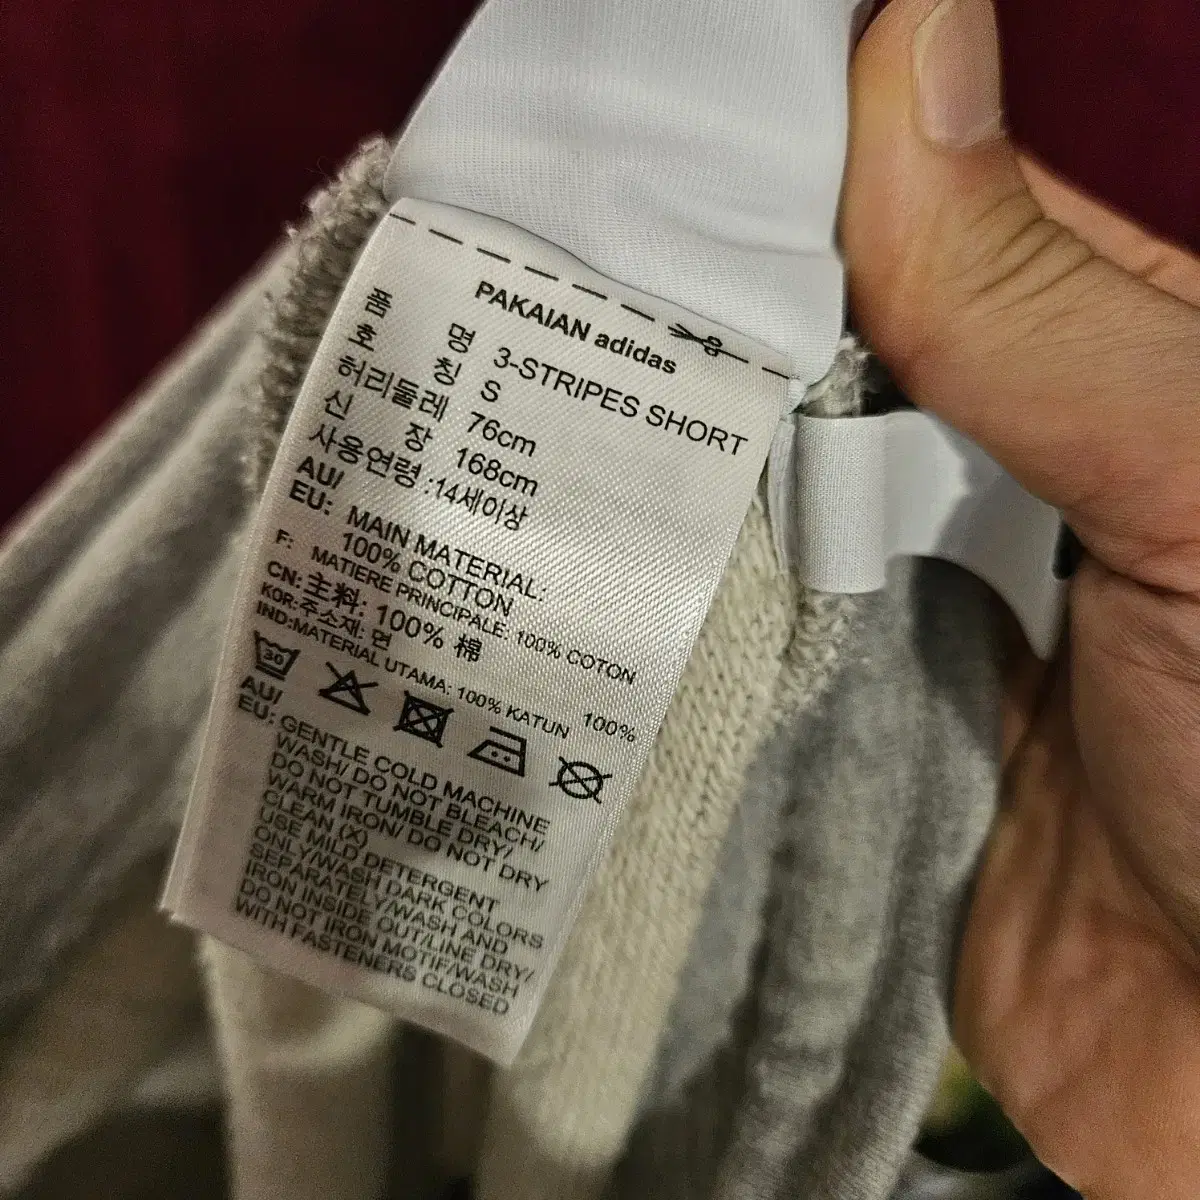 PAKAIAN adidas
품 명 3-STRIPES SHORT
호 칭 S
허리둘레 76cm
신 장 168cm
사용연령 :14세이상
AU/
EU: MAIN MATERIAL:
100% COTTON
F: MATIERE PRINCIPALE: 100% COTON
CN: 主料: 100% 棉
KOR:주소재: 면 100%
IND:MATERIAL UTAMA: 100% KATUN
30
AU/
EU: GENTLE COLD MACHINE
WASH/ DO NOT BLEACH/
DO NOT TUMBLE DRY/
WARM IRON/ DO NOT DRY
CLEAN (X)
USE MILD DETERGENT
ONLY/WASH DARK COLORS
SEPARATELY/WASH AND
IRON INSIDE OUT/LINE DRY/
DO NOT IRON MOTIF/WASH
WITH FASTENERS CLOSED